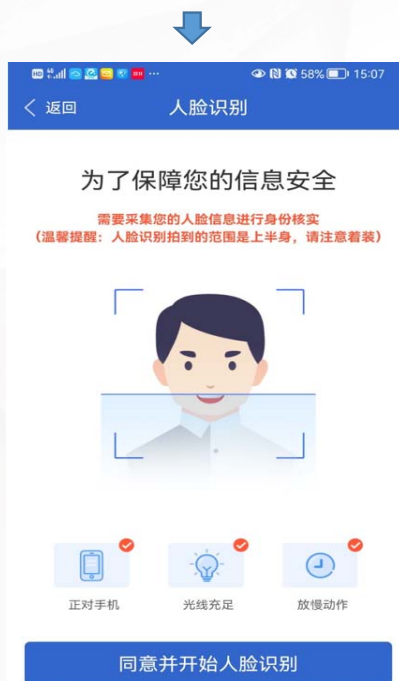 58% 15:07
返回
人脸识别
为了保障您的信息安全
需要采集您的人脸信息进行身份核实
（温馨提醒：人脸识别拍到的范围是上半身，请注意着装）
正对手机 光线充足 放慢动作
同意并开始人脸识别